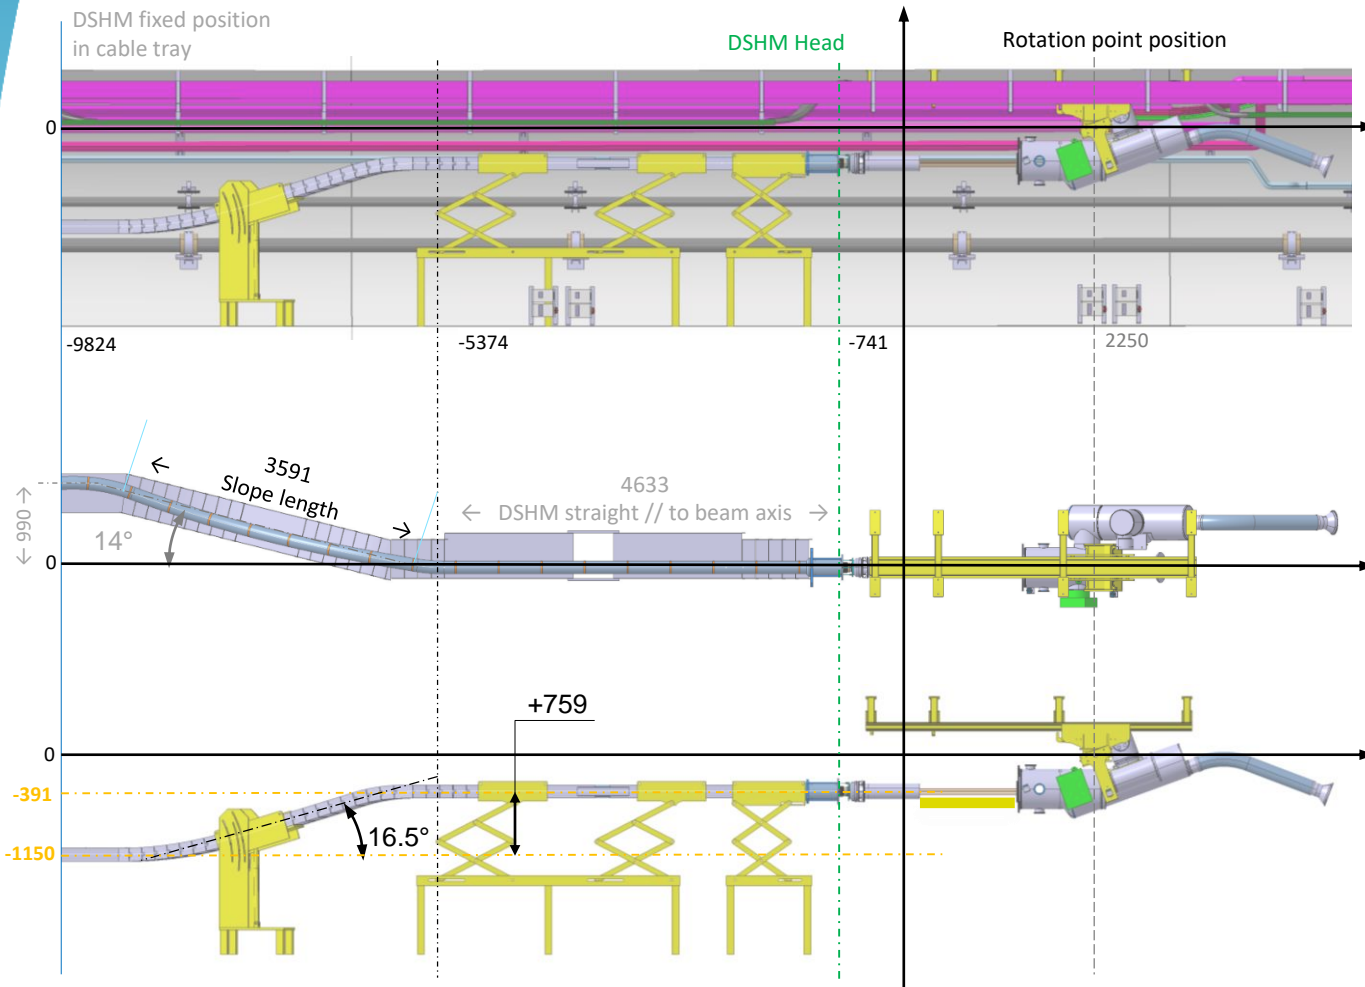 DSHM fixed position
in cable tray
DSHM Head
Rotation point position
0
-9824
-5374
-741
2250
← 990 →
3591
Slope length
14°
4633
← DSHM straight // to beam axis →
0
+759
0
-391
-1150
16.5°